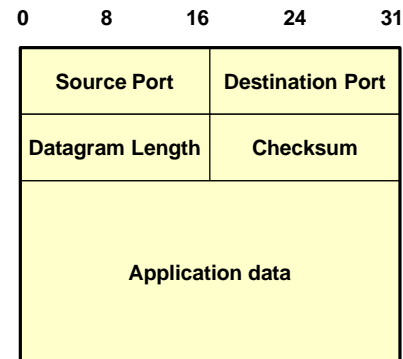 0 8 16 24 31
Source Port Destination Port
Datagram Length Checksum
Application data